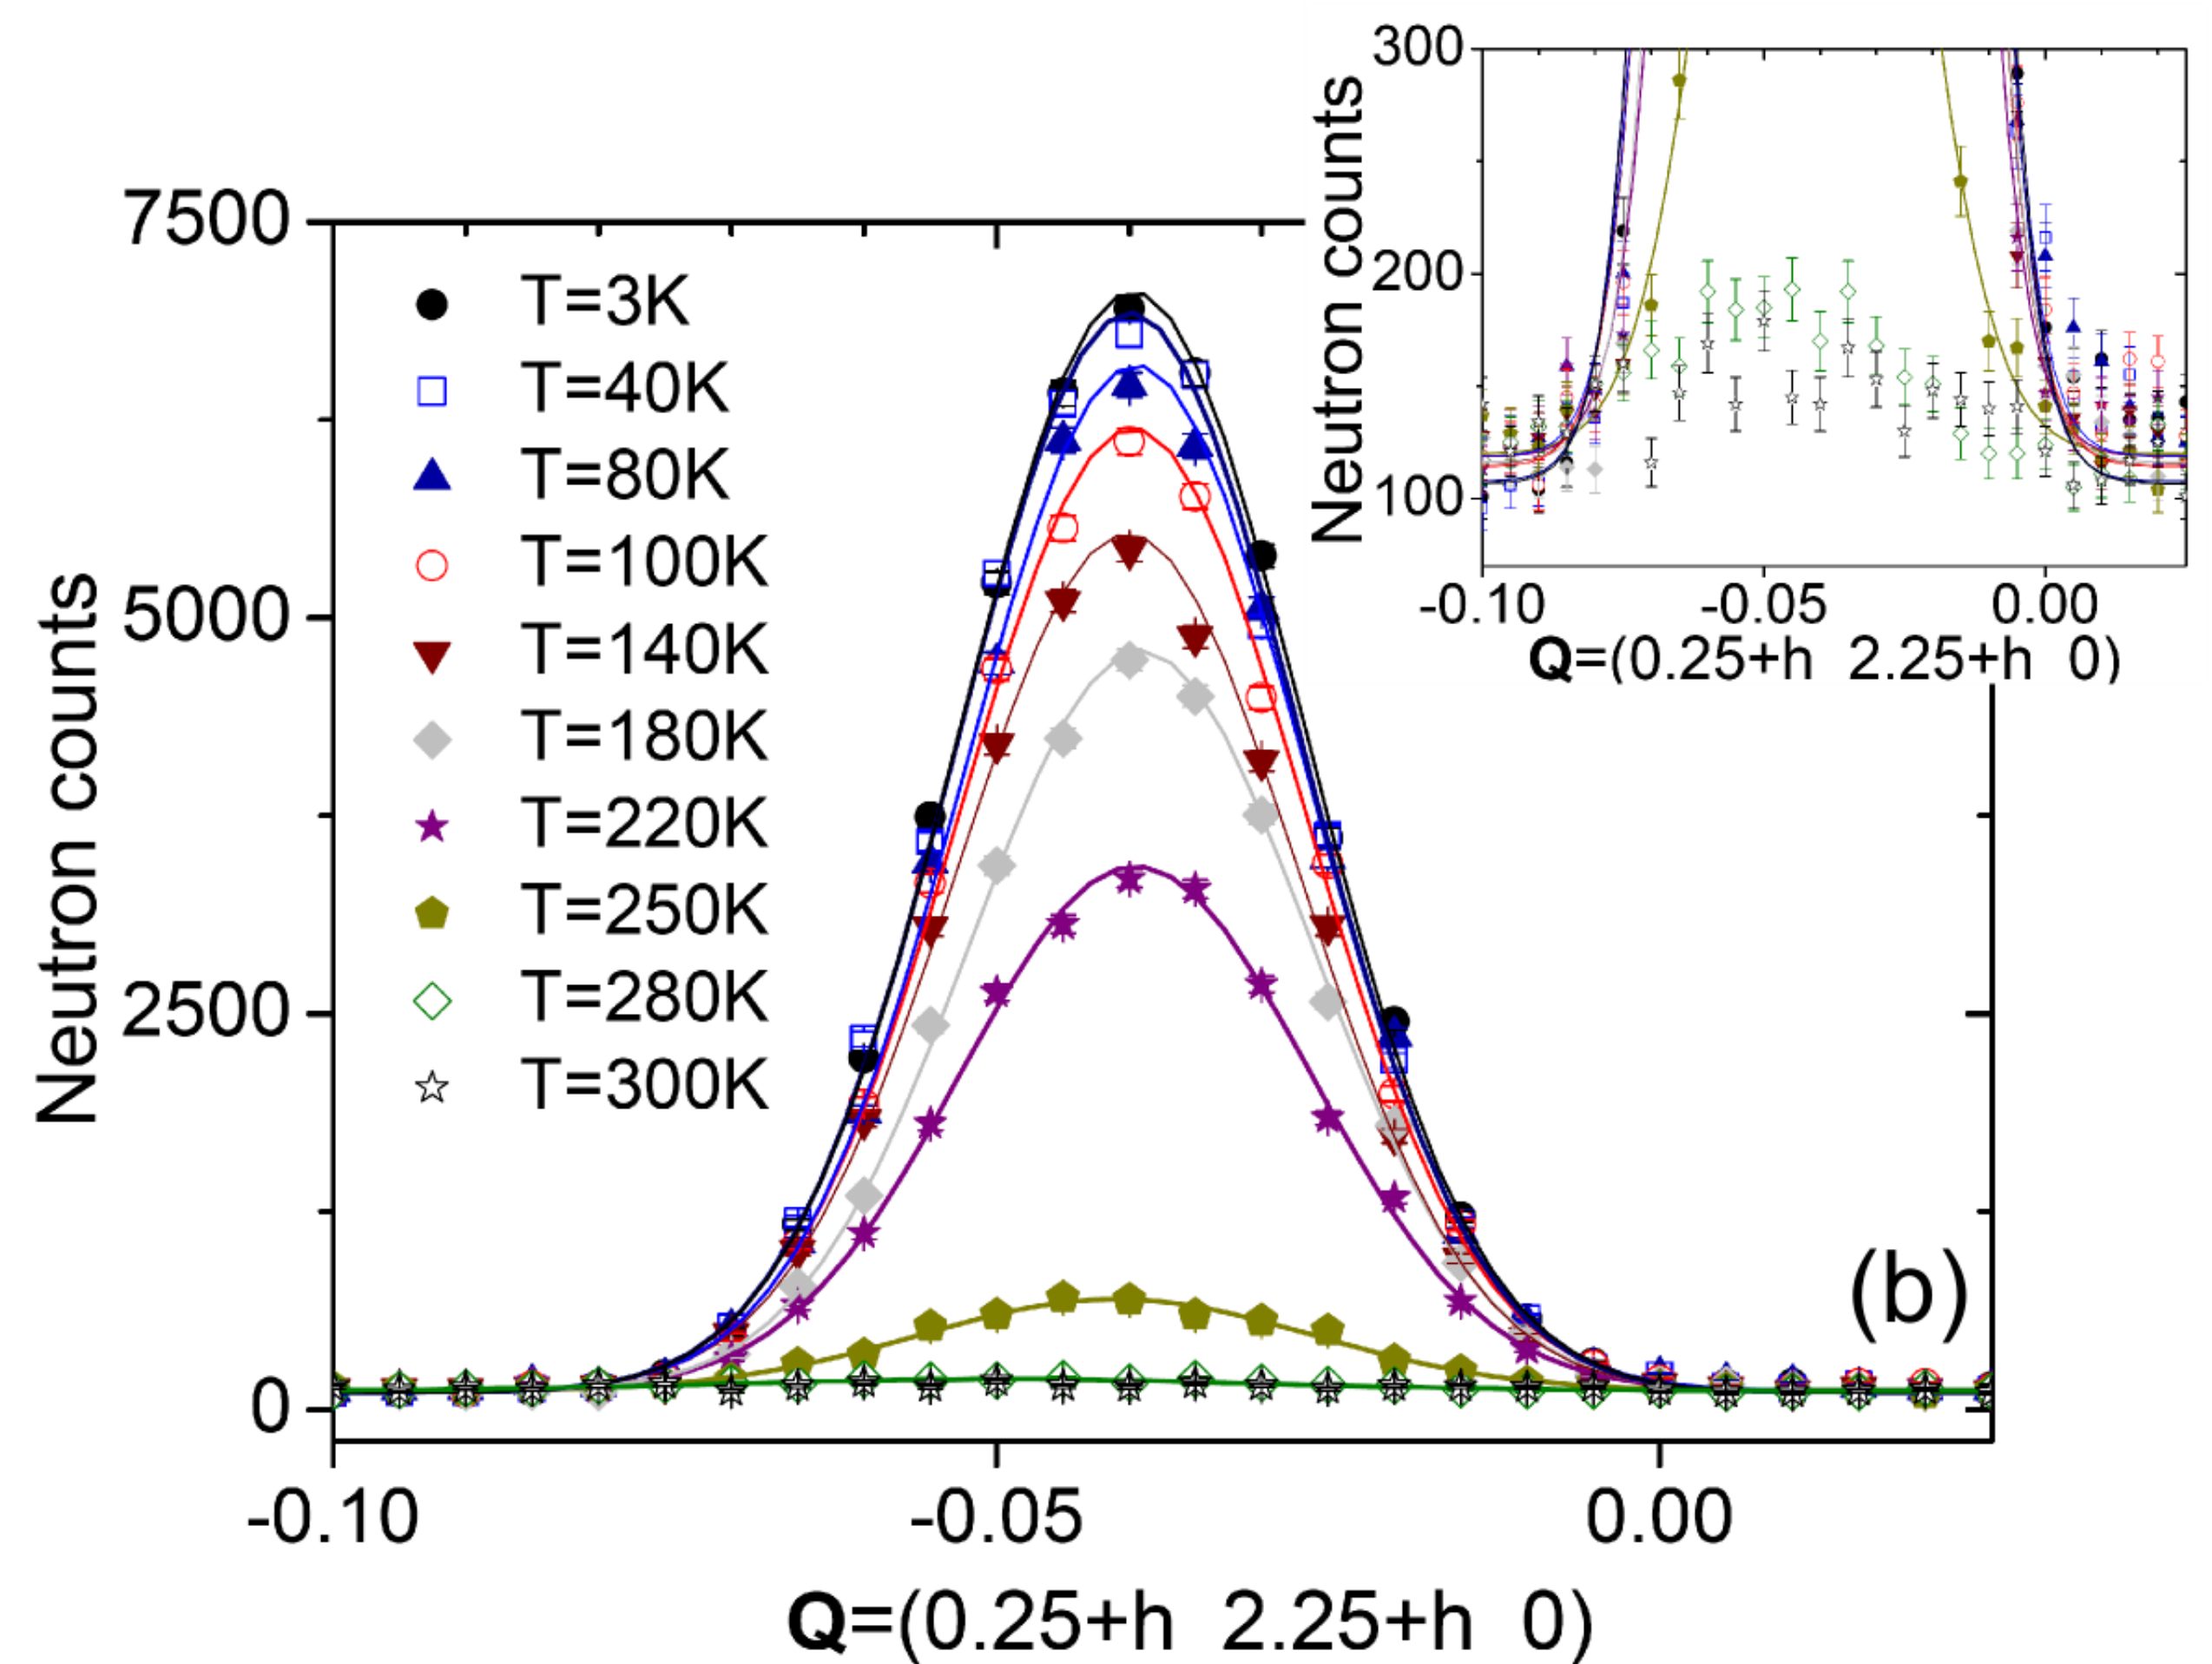 300
200
100
Neutron counts
-0.10 -0.05 0.00
Q=(0.25+h 2.25+h 0)
7500
5000
2500
0
Neutron counts
T=3K
T=40K
T=80K
T=100K
T=140K
T=180K
T=220K
T=250K
T=280K
T=300K
(b)
-0.10 -0.05 0.00
Q=(0.25+h 2.25+h 0)